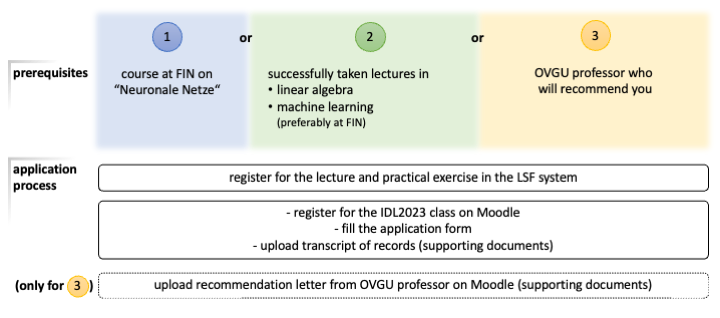 1 or 2 or 3
prerequisites
course at FIN on
“Neuronale Netze“
successfully taken lectures in
• linear algebra
• machine learning
(preferably at FIN)
OVGU professor who
will recommend you
application
process
register for the lecture and practical exercise in the LSF system
- register for the IDL2023 class on Moodle
- fill the application form
- upload transcript of records (supporting documents)
(only for 3)
upload recommendation letter from OVGU professor on Moodle (supporting documents)